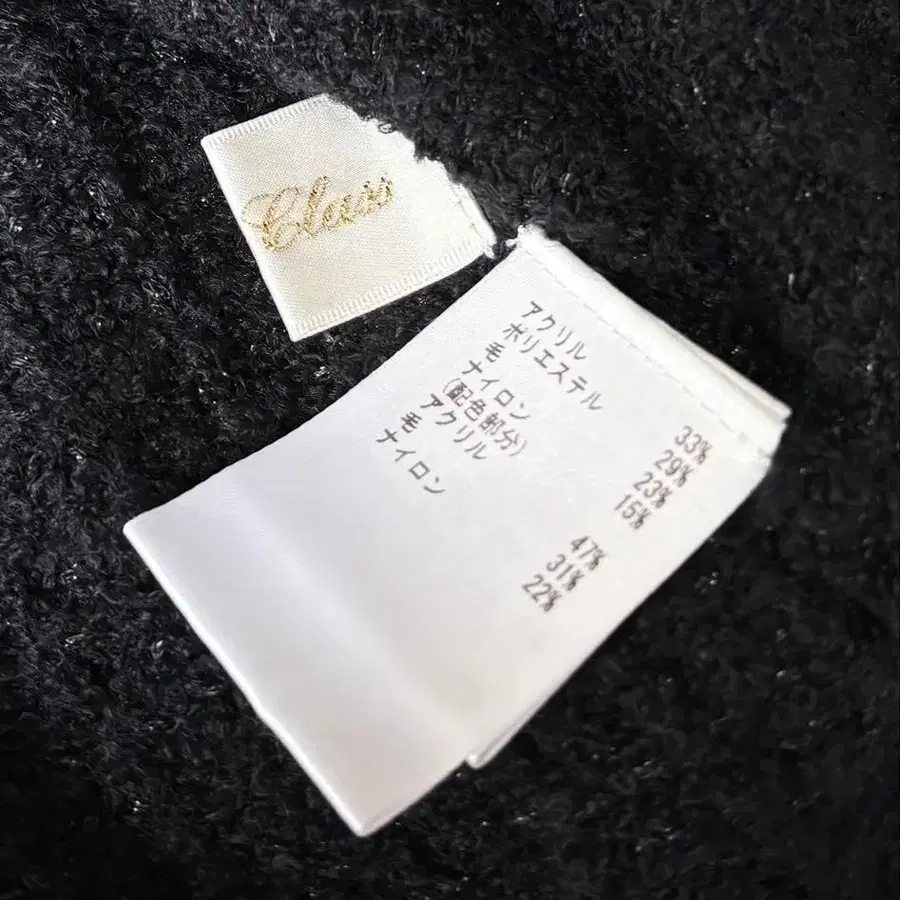 Class
アクリル 33%
ポリエステル 29%
毛 23%
ナイロン 15%
(配色部分)
アクリル 47%
毛 31%
ナイロン 22%